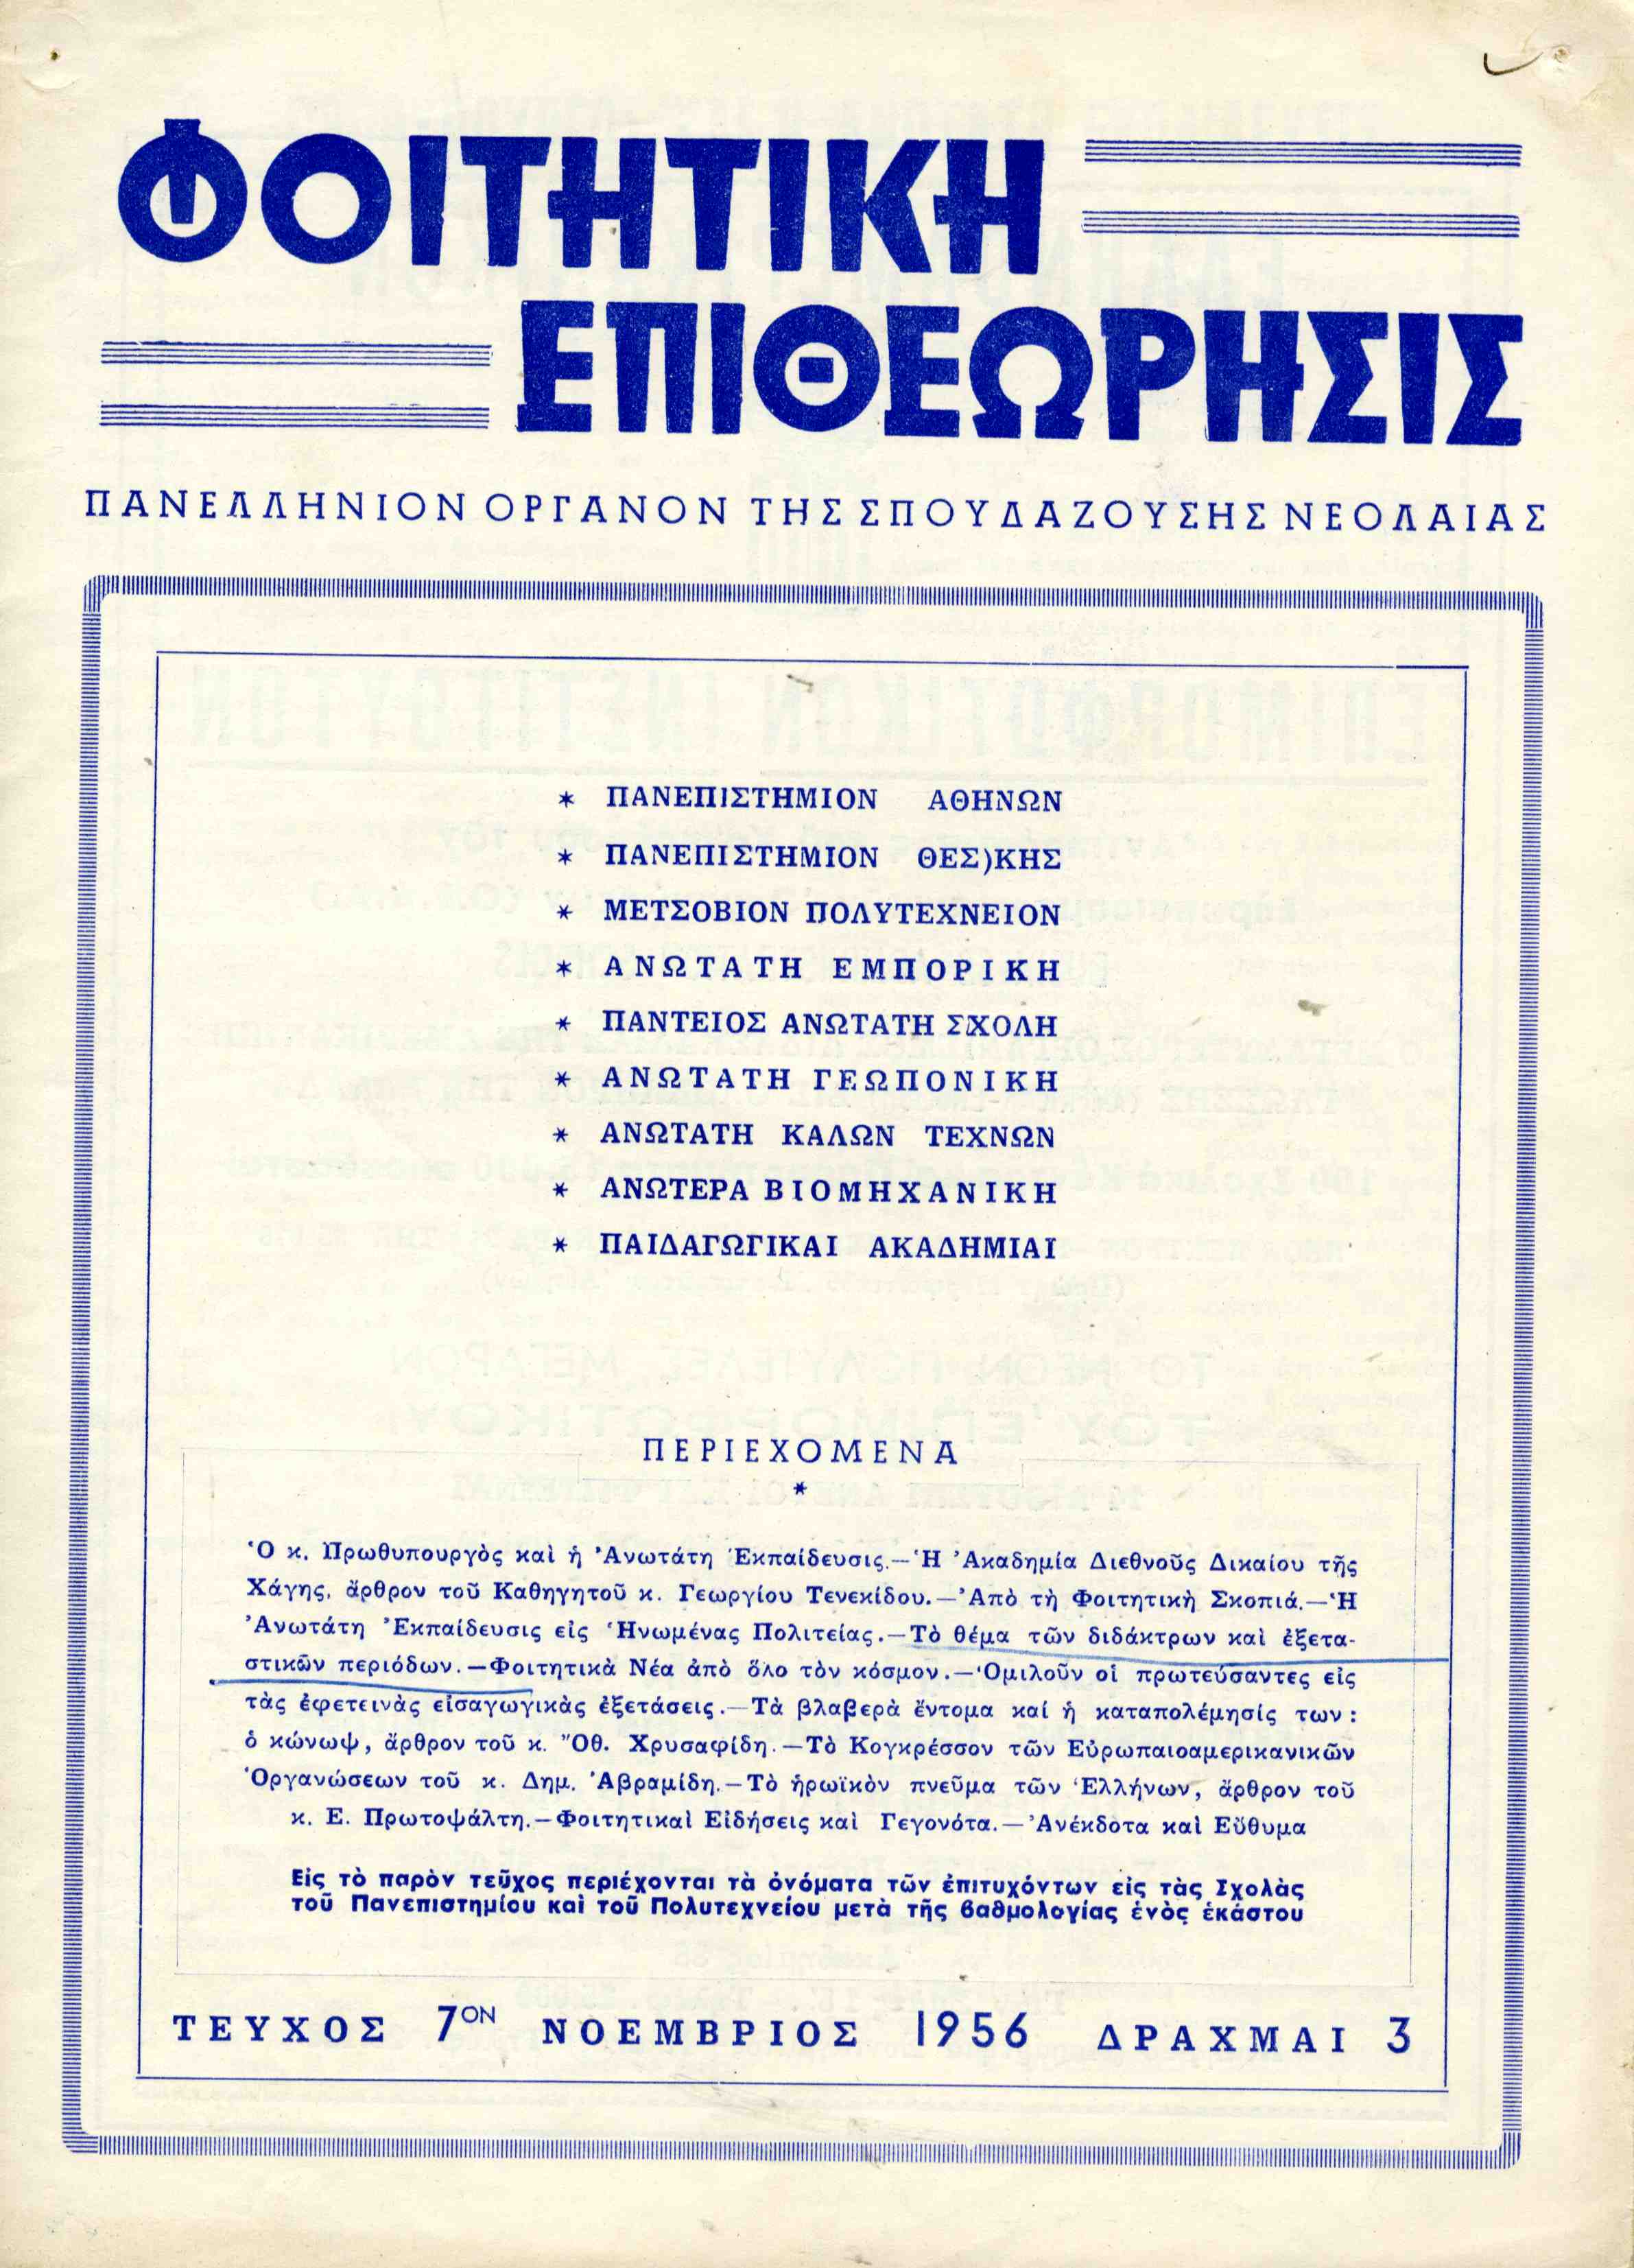 ΦΟΙΤΗΤΙΚΗ
ΕΠΙΘΕΩΡΗΣΙΣ
ΠΑΝΕΛΛΗΝΙΟΝ ΟΡΓΑΝΟΝ ΤΗΣ ΣΠΟΥΔΑΖΟΥΣΗΣ ΝΕΟΛΑΙΑΣ
* ΠΑΝΕΠΙΣΤΗΜΙΟΝ ΑΘΗΝΩΝ
* ΠΑΝΕΠΙΣΤΗΜΙΟΝ ΘΕΣ)ΚΗΣ
* ΜΕΤΣΟΒΙΟΝ ΠΟΛΥΤΕΧΝΕΙΟΝ
* ΑΝΩΤΑΤΗ ΕΜΠΟΡΙΚΗ
* ΠΑΝΤΕΙΟΣ ΑΝΩΤΑΤΗ ΣΧΟΛΗ
* ΑΝΩΤΑΤΗ ΓΕΩΠΟΝΙΚΗ
* ΑΝΩΤΑΤΗ ΚΑΛΩΝ ΤΕΧΝΩΝ
* ΑΝΩΤΕΡΑ ΒΙΟΜΗΧΑΝΙΚΗ
* ΠΑΙΔΑΓΩΓΙΚΑΙ ΑΚΑΔΗΜΙΑΙ
ΠΕΡΙΕΧΟΜΕΝΑ
*
Ὁ κ. Πρωθυπουργὸς καὶ ἡ Ἀνωτάτη Ἐκπαίδευσις.—Ἡ Ἀκαδημία Διεθνοῦς Δικαίου τῆς
Χάγης, ἄρθρον τοῦ Καθηγητοῦ κ. Γεωργίου Τενεκίδου.—Ἀπὸ τὴ Φοιτητικὴ Σκοπιά.—Ἡ
Ἀνωτάτη Ἐκπαίδευσις εἰς Ἡνωμένας Πολιτείας.—Τὸ θέμα τῶν διδάκτρων καὶ ἐξετα-
στικῶν περιόδων.—Φοιτητικὰ Νέα ἀπὸ ὅλο τὸν κόσμον.—Ὁμιλοῦν οἱ πρωτεύσαντες εἰς
τὰς ἐφετεινὰς εἰσαγωγικὰς ἐξετάσεις.—Τὰ βλαβερὰ ἔντομα καί ἡ καταπολέμησίς των :
ὁ κώνωψ, ἄρθρον τοῦ κ. Ὄθ. Χρυσαφίδη.—Τὸ Κογκρέσσον τῶν Εὐρωπαιοαμερικανικῶν
Ὀργανώσεων τοῦ κ. Δημ. Ἀβραμίδη.—Τὸ ἡρωϊκὸν πνεῦμα τῶν Ἑλλήνων, ἄρθρον τοῦ
κ. Ε. Πρωτοψάλτη.—Φοιτητικαὶ Εἰδήσεις καὶ Γεγονότα.—Ἀνέκδοτα καὶ Εὔθυμα
Εἰς τὸ παρὸν τεῦχος περιέχονται τὰ ὀνόματα τῶν ἐπιτυχόντων εἰς τὰς Σχολὰς
τοῦ Πανεπιστημίου καὶ τοῦ Πολυτεχνείου μετὰ τῆς βαθμολογίας ἑνὸς ἑκάστου
ΤΕΥΧΟΣ 7ΟΝ ΝΟΕΜΒΡΙΟΣ 1956 ΔΡΑΧΜΑΙ 3